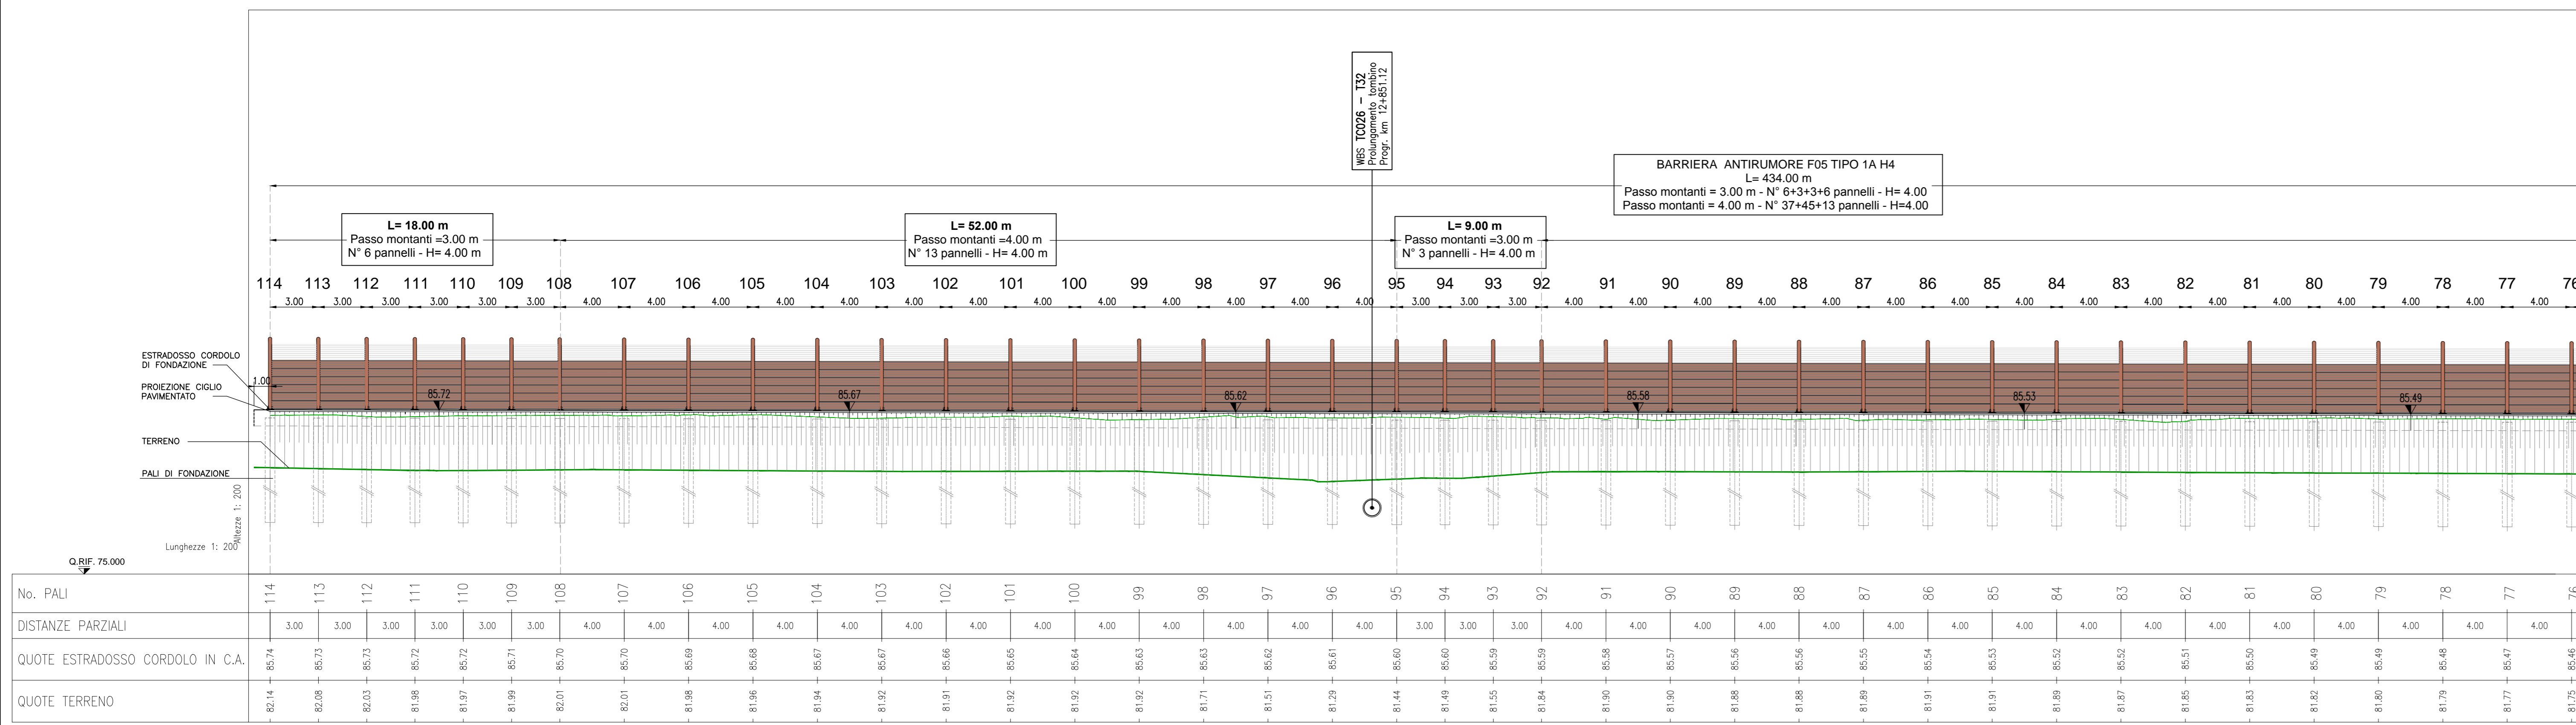 WBS TC026 - T32
Prolungamento tombino
Progr. km 12+851.12
BARRIERA ANTIRUMORE F05 TIPO 1A H4
L= 434.00 m
Passo montanti = 3.00 m - N° 6+3+3+6 pannelli - H= 4.00
Passo montanti = 4.00 m - N° 37+45+13 pannelli - H=4.00
L= 18.00 m
Passo montanti =3.00 m
N° 6 pannelli - H= 4.00 m
L= 52.00 m
Passo montanti =4.00 m
N° 13 pannelli - H= 4.00 m
L= 9.00 m
Passo montanti =3.00 m
N° 3 pannelli - H= 4.00 m
114 113 112 111 110 109 108 107 106 105 104 103 102 101 100 99 98 97 96 95 94 93 92 91 90 89 88 87 86 85 84 83 82 81 80 79 78 77 76
3.00 3.00 3.00 3.00 3.00 3.00 4.00 4.00 4.00 4.00 4.00 4.00 4.00 4.00 4.00 4.00 4.00 4.00 4.00 3.00 3.00 3.00 4.00 4.00 4.00 4.00 4.00 4.00 4.00 4.00 4.00 4.00 4.00 4.00 4.00 4.00 4.00 4.00
ESTRADOSSO CORDOLO
DI FONDAZIONE
1.00
PROIEZIONE CIGLIO
PAVIMENTATO
85.72 85.67 85.62 85.58 85.53 85.49
TERRENO
PALI DI FONDAZIONE
Altezze 1: 200
Lunghezze 1: 200
Q.RIF. 75.000
No. PALI 114 113 112 111 110 109 108 107 106 105 104 103 102 101 100 99 98 97 96 95 94 93 92 91 90 89 88 87 86 85 84 83 82 81 80 79 78 77 76
DISTANZE PARZIALI 3.00 3.00 3.00 3.00 3.00 3.00 4.00 4.00 4.00 4.00 4.00 4.00 4.00 4.00 4.00 4.00 4.00 4.00 4.00 3.00 3.00 3.00 4.00 4.00 4.00 4.00 4.00 4.00 4.00 4.00 4.00 4.00 4.00 4.00 4.00 4.00 4.00 4.00
QUOTE ESTRADOSSO CORDOLO IN C.A. 85.74 85.73 85.73 85.72 85.72 85.71 85.70 85.70 85.69 85.68 85.67 85.67 85.66 85.65 85.64 85.63 85.63 85.62 85.61 85.60 85.60 85.59 85.59 85.58 85.57 85.56 85.56 85.55 85.54 85.53 85.52 85.52 85.51 85.50 85.49 85.49 85.48 85.47 85.46
QUOTE TERRENO 82.14 82.08 82.03 81.98 81.97 81.99 82.01 82.01 81.98 81.96 81.94 81.92 81.91 81.92 81.92 81.92 81.71 81.51 81.29 81.44 81.49 81.55 81.84 81.90 81.90 81.88 81.88 81.89 81.91 81.91 81.89 81.87 81.85 81.83 81.82 81.80 81.79 81.77 81.75